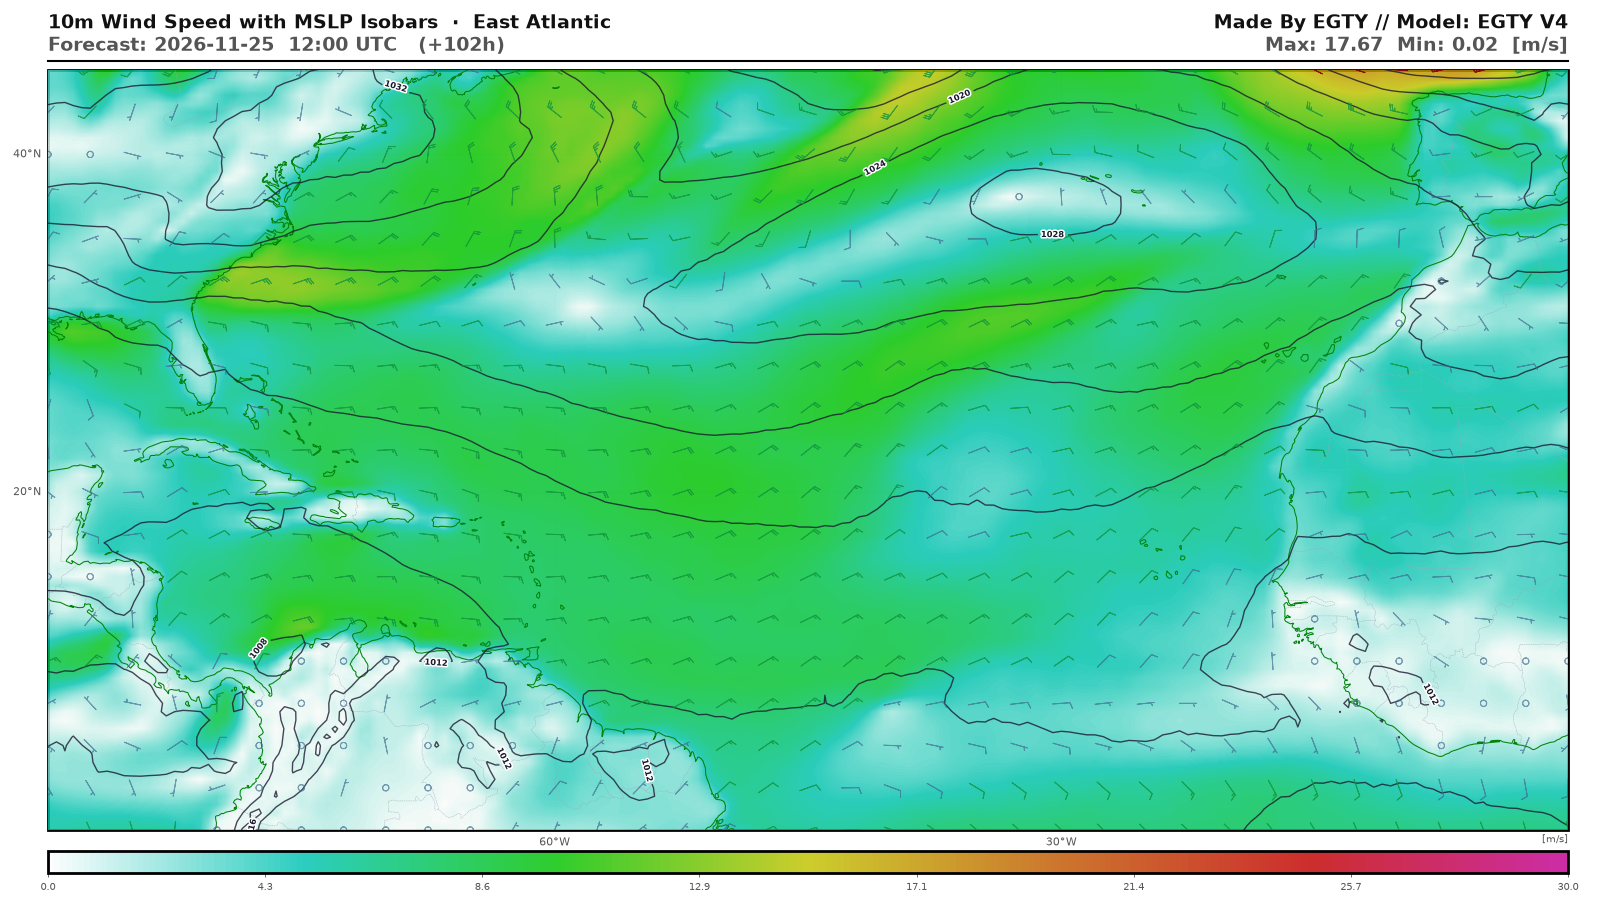 10m Wind Speed with MSLP Isobars · East Atlantic
Made By EGTY // Model: EGTY V4
Forecast: 2026-11-25 12:00 UTC (+102h)
Max: 17.67 Min: 0.02 [m/s]
1032
1020
40°N
1024
1028
20°N
1008
1012
1012
1012
1012
16
60°W
30°W
[m/s]
0.0
4.3
8.6
12.9
17.1
21.4
25.7
30.0